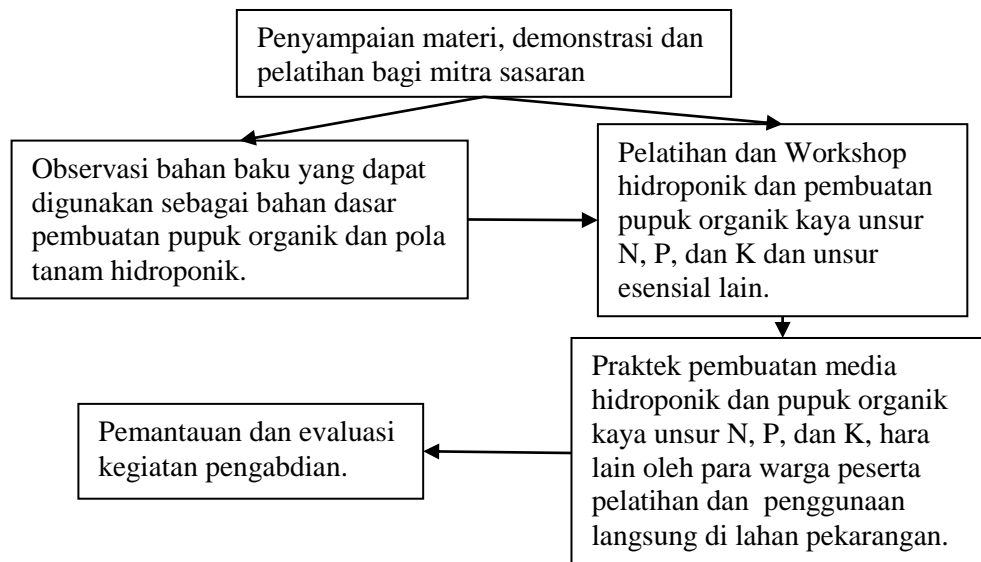 Penyampaian materi, demonstrasi dan
pelatihan bagi mitra sasaran
Observasi bahan baku yang dapat
digunakan sebagai bahan dasar
pembuatan pupuk organik dan pola
tanam hidroponik.
Pelatihan dan Workshop
hidroponik dan pembuatan
pupuk organik kaya unsur
N, P, dan K dan unsur
esensial lain.
Praktek pembuatan media
hidroponik dan pupuk organik
kaya unsur N, P, dan K, hara
lain oleh para warga peserta
pelatihan dan  penggunaan
langsung di lahan pekarangan.
Pemantauan dan evaluasi
kegiatan pengabdian.